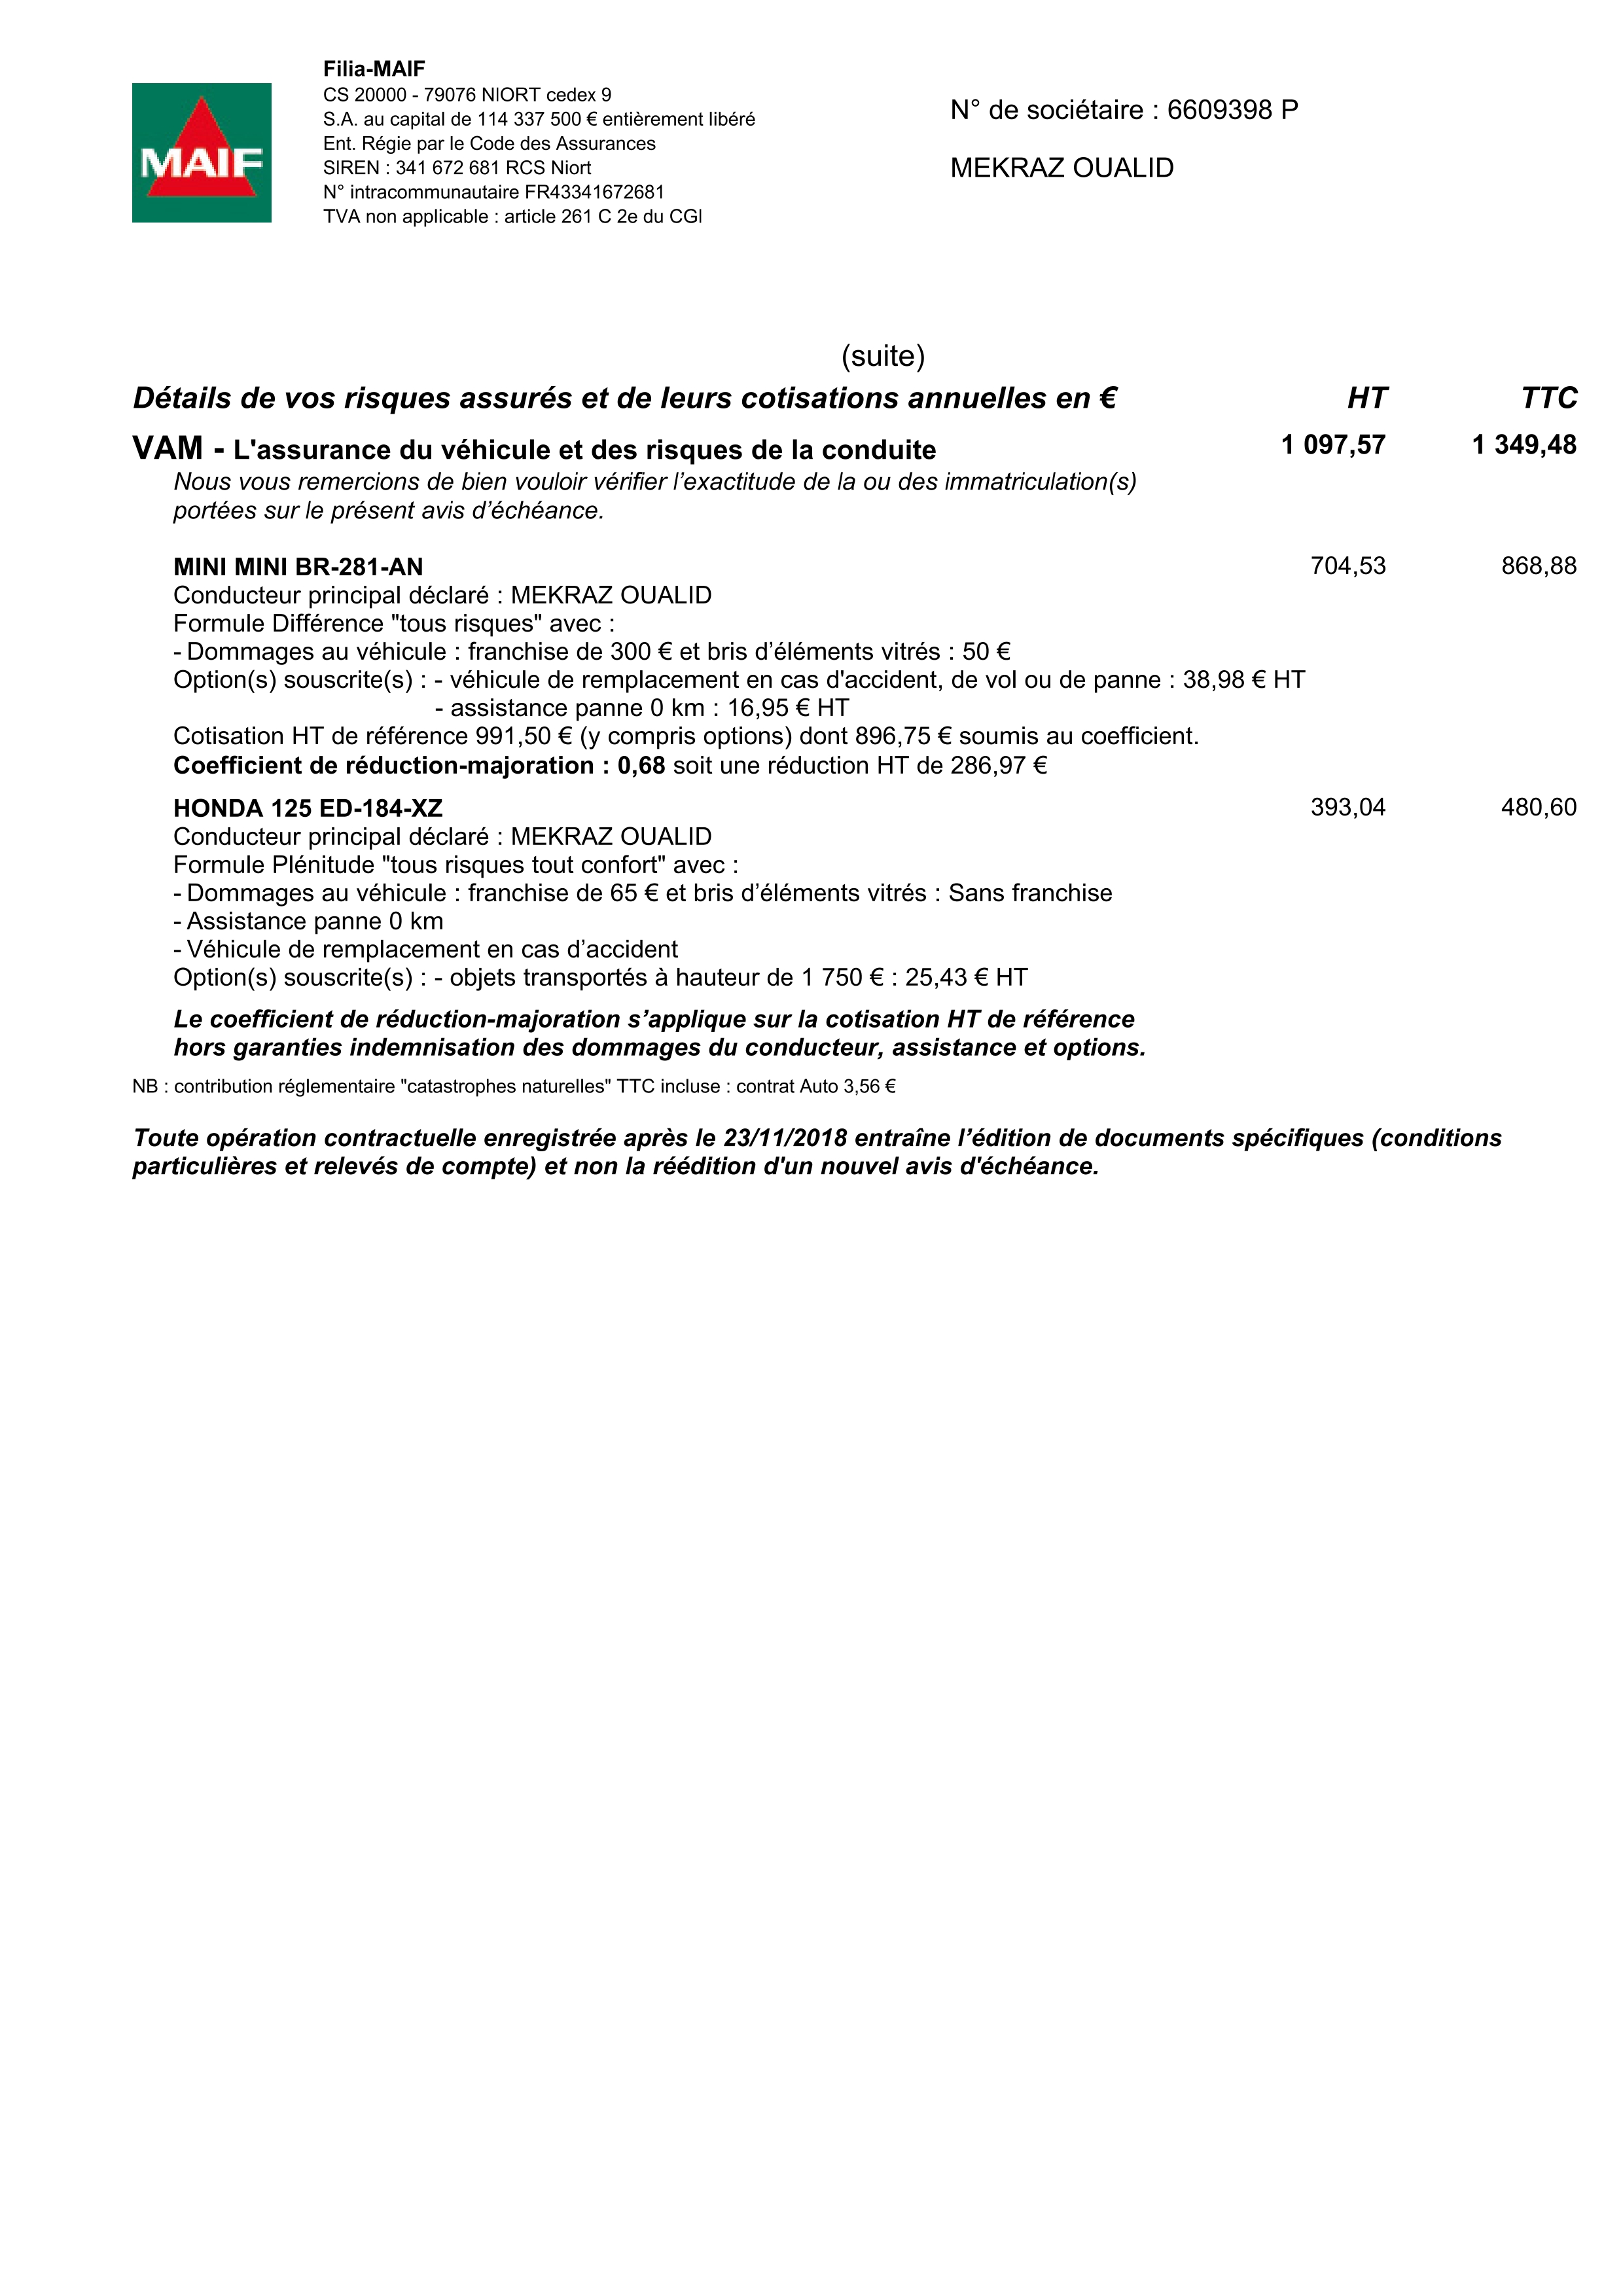 MAIF
Filia-MAIF
CS 20000 - 79076 NIORT cedex 9
S.A. au capital de 114 337 500 € entièrement libéré
Ent. Régie par le Code des Assurances
SIREN : 341 672 681 RCS Niort
N° intracommunautaire FR43341672681
TVA non applicable : article 261 C 2e du CGI
N° de sociétaire : 6609398 P
MEKRAZ OUALID
(suite)
Détails de vos risques assurés et de leurs cotisations annuelles en € HT TTC
VAM - L'assurance du véhicule et des risques de la conduite 1 097,57 1 349,48
Nous vous remercions de bien vouloir vérifier l’exactitude de la ou des immatriculation(s)
portées sur le présent avis d’échéance.
MINI MINI BR-281-AN 704,53 868,88
Conducteur principal déclaré : MEKRAZ OUALID
Formule Différence "tous risques" avec :
- Dommages au véhicule : franchise de 300 € et bris d’éléments vitrés : 50 €
Option(s) souscrite(s) : - véhicule de remplacement en cas d'accident, de vol ou de panne : 38,98 € HT
- assistance panne 0 km : 16,95 € HT
Cotisation HT de référence 991,50 € (y compris options) dont 896,75 € soumis au coefficient.
Coefficient de réduction-majoration : 0,68 soit une réduction HT de 286,97 €
HONDA 125 ED-184-XZ 393,04 480,60
Conducteur principal déclaré : MEKRAZ OUALID
Formule Plénitude "tous risques tout confort" avec :
- Dommages au véhicule : franchise de 65 € et bris d’éléments vitrés : Sans franchise
- Assistance panne 0 km
- Véhicule de remplacement en cas d’accident
Option(s) souscrite(s) : - objets transportés à hauteur de 1 750 € : 25,43 € HT
Le coefficient de réduction-majoration s’applique sur la cotisation HT de référence
hors garanties indemnisation des dommages du conducteur, assistance et options.
NB : contribution réglementaire "catastrophes naturelles" TTC incluse : contrat Auto 3,56 €
Toute opération contractuelle enregistrée après le 23/11/2018 entraîne l’édition de documents spécifiques (conditions
particulières et relevés de compte) et non la réédition d'un nouvel avis d'échéance.